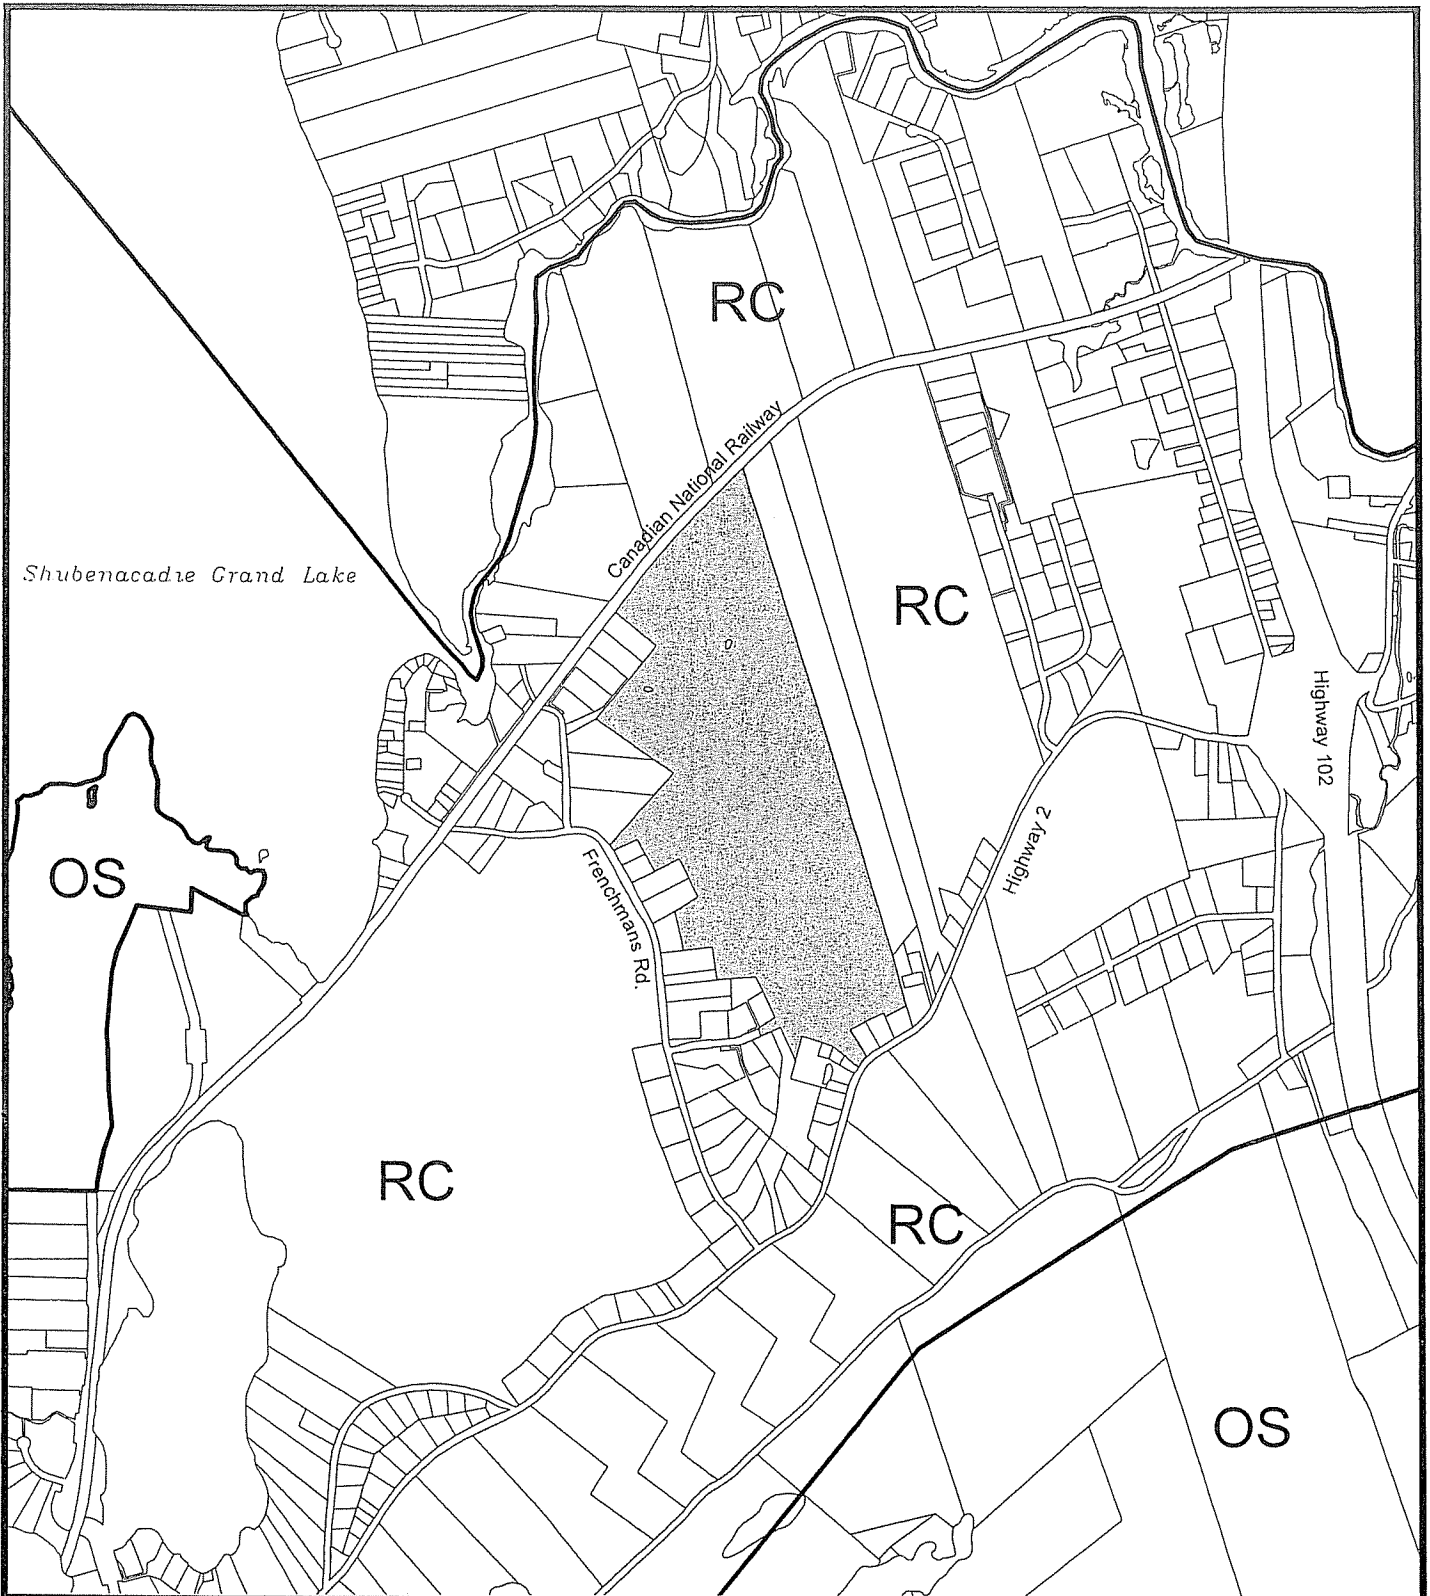 RC
Canadian National Railway
Shubenacadie Grand Lake
RC
Highway 102
OS
Highway 2
Frenchmans Rd.
RC
RC
OS